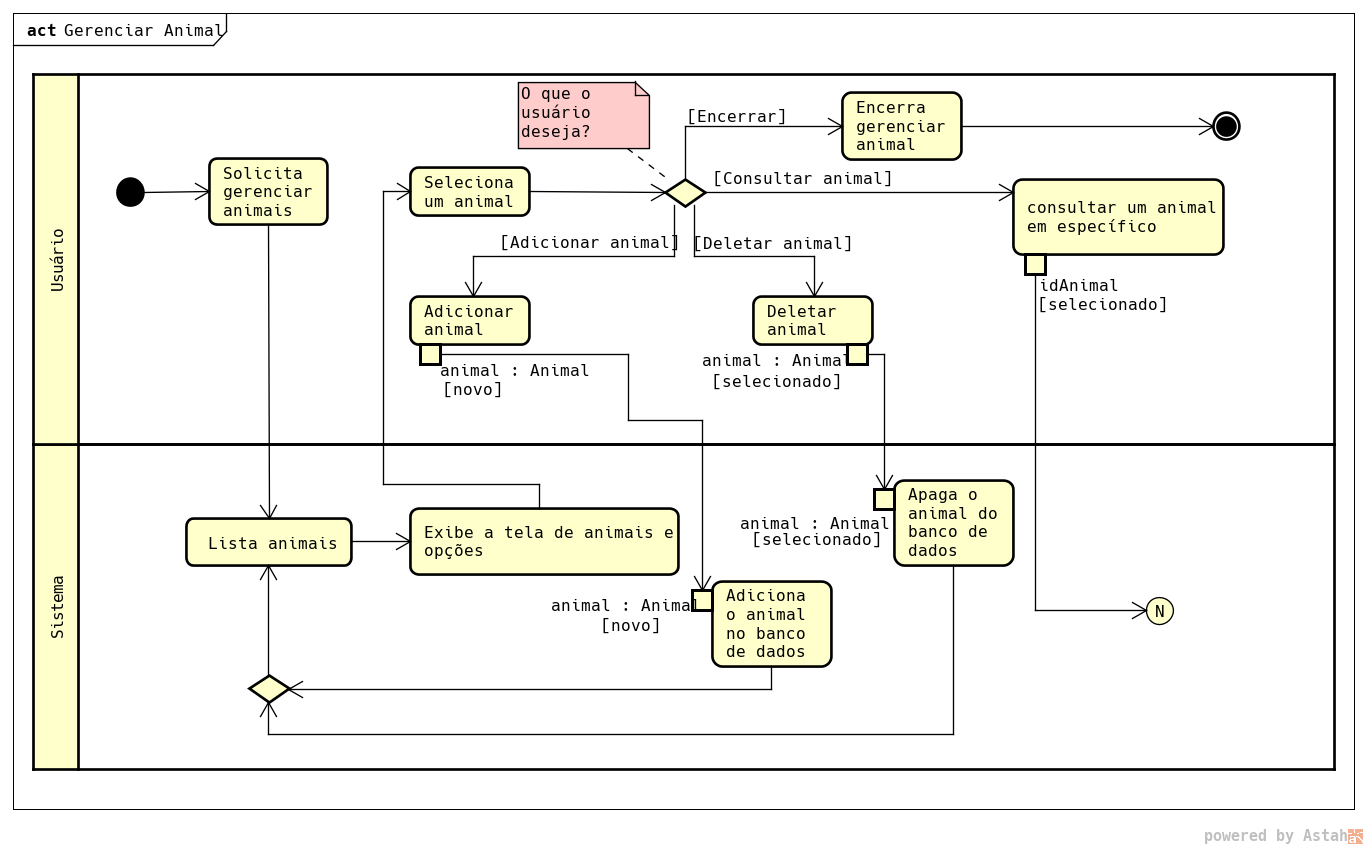 act Gerenciar Animal
O que o
usuário
deseja?
[Encerrar]
Encerra
gerenciar
animal
Solicita
gerenciar
animais
Seleciona
um animal
[Consultar animal]
consultar um animal
em específico
[Adicionar animal]
[Deletar animal]
Usuário
idAnimal
[selecionado]
Adicionar
animal
Deletar
animal
animal : Animal
[novo]
animal : Animal
[selecionado]
Apaga o
animal do
banco de
dados
animal : Animal
[selecionado]
Lista animais
Exibe a tela de animais e
opções
Sistema
Adiciona
o animal
no banco
de dados
animal : Animal
[novo]
N
powered by Astah